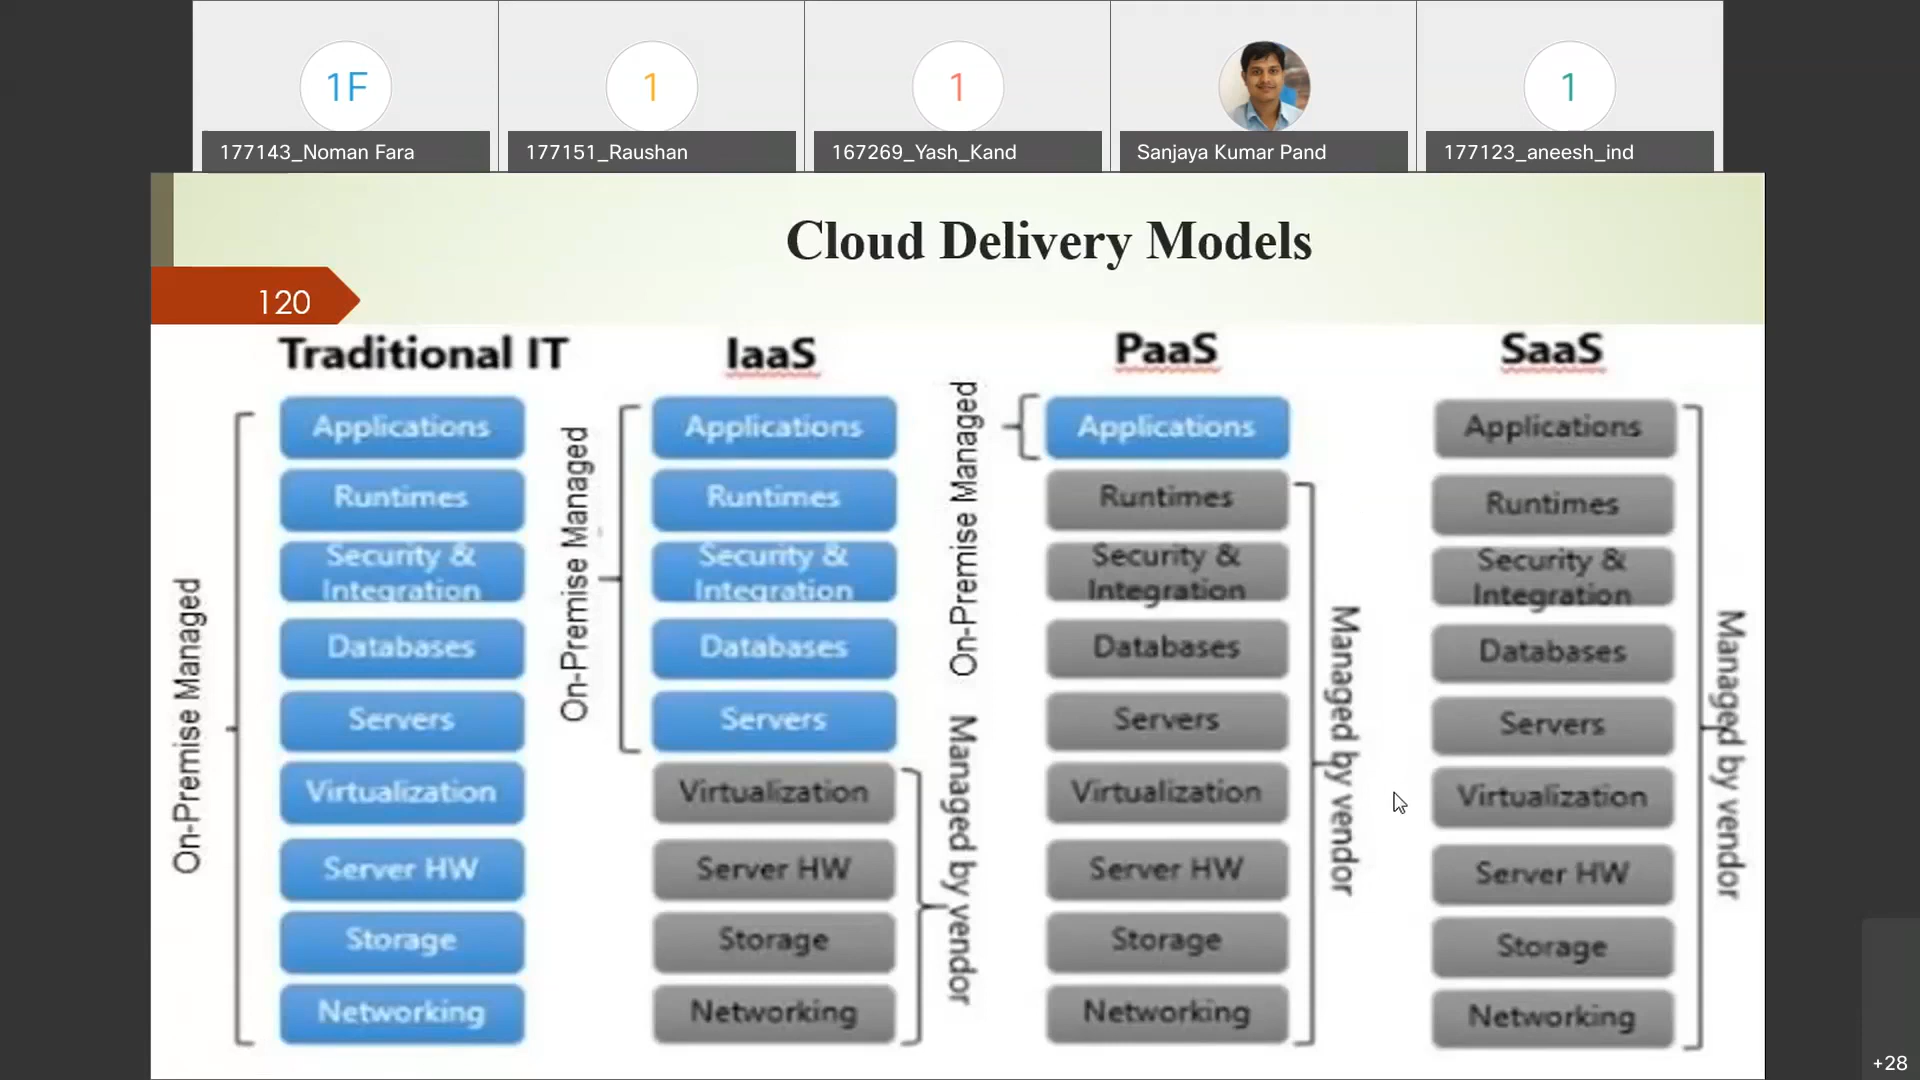 1F
1
1
1
177143_Noman Fara
177151_Raushan
167269_Yash_Kand
Sanjaya Kumar Pand
177123_aneesh_ind
Cloud Delivery Models
120
Traditional IT
On-Premise Managed
Applications
Runtimes
Security &
Integration
Databases
Servers
Virtualization
Server HW
Storage
Networking
IaaS
On-Premise Managed
Applications
Runtimes
Security &
Integration
Databases
Servers
Virtualization
Server HW
Storage
Networking
Managed by vendor
PaaS
On-Premise Managed
Applications
Runtimes
Security &
Integration
Databases
Servers
Virtualization
Server HW
Storage
Networking
Managed by vendor
SaaS
Applications
Runtimes
Security &
Integration
Databases
Servers
Virtualization
Server HW
Storage
Networking
Managed by vendor
+28